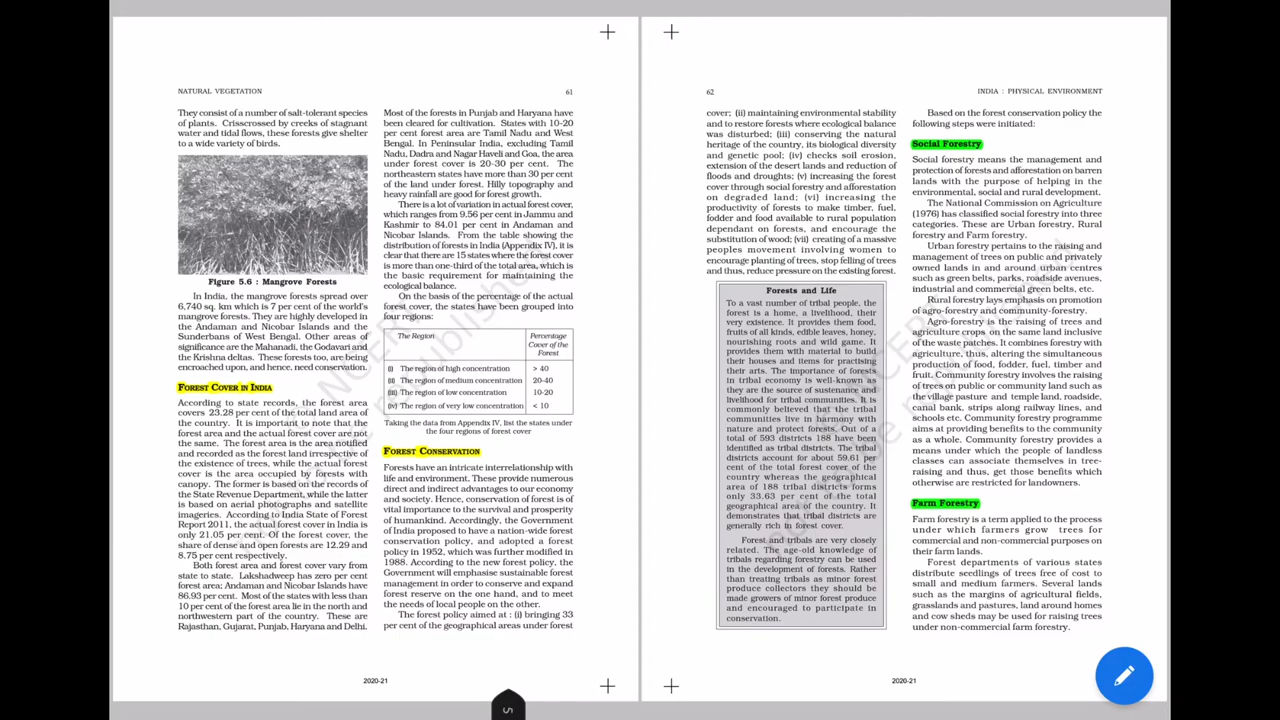 NATURAL VEGETATION
61
They consist of a number of salt-tolerant species
of plants. Crisscrossed by creeks of stagnant
water and tidal flows, these forests give shelter
to a wide variety of birds.
Figure 5.6 : Mangrove Forests
In India, the mangrove forests spread over
6,740 sq. km which is 7 per cent of the world's
mangrove forests. They are highly developed in
the Andaman and Nicobar Islands and the
Sunderbans of West Bengal. Other areas of
significance are the Mahanadi, the Godavari and
the Krishna deltas. These forests too, are being
encroached upon, and hence, need conservation.
FOREST COVER IN INDIA
According to state records, the forest area
covers 23.28 per cent of the total land area of
the country. It is important to note that the
forest area and the actual forest cover are not
the same. The forest area is the area notified
and recorded as the forest land irrespective of
the existence of trees, while the actual forest
cover is the area occupied by forests with
canopy. The former is based on the records of
the State Revenue Department, while the latter
is based on aerial photographs and satellite
imageries. According to India State of Forest
Report 2011, the actual forest cover in India is
only 21.05 per cent. Of the forest cover, the
share of dense and open forests are 12.29 and
8.75 per cent respectively.
Both forest area and forest cover vary from
state to state. Lakshadweep has zero per cent
forest area; Andaman and Nicobar Islands have
86.93 per cent. Most of the states with less than
10 per cent of the forest area lie in the north and
northwestern part of the country. These are
Rajasthan, Gujarat, Punjab, Haryana and Delhi.
Most of the forests in Punjab and Haryana have
been cleared for cultivation. States with 10-20
per cent forest area are Tamil Nadu and West
Bengal. In Peninsular India, excluding Tamil
Nadu, Dadra and Nagar Haveli and Goa, the area
under forest cover is 20-30 per cent. The
northeastern states have more than 30 per cent
of the land under forest. Hilly topography and
heavy rainfall are good for forest growth.
There is a lot of variation in actual forest cover,
which ranges from 9.56 per cent in Jammu and
Kashmir to 84.01 per cent in Andaman and
Nicobar Islands. From the table showing the
distribution of forests in India (Appendix IV), it is
clear that there are 15 states where the forest cover
is more than one-third of the total area, which is
the basic requirement for maintaining the
ecological balance.
On the basis of the percentage of the actual
forest cover, the states have been grouped into
four regions:
The Region
Percentage
Cover of the
Forest
(i) The region of high concentration > 40
(ii) The region of medium concentration 20-40
(iii) The region of low concentration 10-20
(iv) The region of very low concentration < 10
Taking the data from Appendix IV, list the states under
the four regions of forest cover
FOREST CONSERVATION
Forests have an intricate interrelationship with
life and environment. These provide numerous
direct and indirect advantages to our economy
and society. Hence, conservation of forest is of
vital importance to the survival and prosperity
of humankind. Accordingly, the Government
of India proposed to have a nation-wide forest
conservation policy, and adopted a forest
policy in 1952, which was further modified in
1988. According to the new forest policy, the
Government will emphasise sustainable forest
management in order to conserve and expand
forest reserve on the one hand, and to meet
the needs of local people on the other.
The forest policy aimed at : (i) bringing 33
per cent of the geographical areas under forest
2020-21
5
62
INDIA : PHYSICAL ENVIRONMENT
cover; (ii) maintaining environmental stability
and to restore forests where ecological balance
was disturbed; (iii) conserving the natural
heritage of the country, its biological diversity
and genetic pool; (iv) checks soil erosion,
extension of the desert lands and reduction of
floods and droughts; (v) increasing the forest
cover through social forestry and afforestation
on degraded land; (vi) increasing the
productivity of forests to make timber, fuel,
fodder and food available to rural population
dependant on forests, and encourage the
substitution of wood; (vii) creating of a massive
peoples movement involving women to
encourage planting of trees, stop felling of trees
and thus, reduce pressure on the existing forest.
Forests and Life
To a vast number of tribal people, the
forest is a home, a livelihood, their
very existence. It provides them food,
fruits of all kinds, edible leaves, honey,
nourishing roots and wild game. It
provides them with material to build
their houses and items for practising
their arts. The importance of forests
in tribal economy is well-known as
they are the source of sustenance and
livelihood for tribal communities. It is
commonly believed that the tribal
communities live in harmony with
nature and protect forests. Out of a
total of 593 districts 188 have been
identified as tribal districts. The tribal
districts account for about 59.61 per
cent of the total forest cover of the
country whereas the geographical
area of 188 tribal districts forms
only 33.63 per cent of the total
geographical area of the country. It
demonstrates that tribal districts are
generally rich in forest cover.
Forest and tribals are very closely
related. The age-old knowledge of
tribals regarding forestry can be used
in the development of forests. Rather
than treating tribals as minor forest
produce collectors they should be
made growers of minor forest produce
and encouraged to participate in
conservation.
Based on the forest conservation policy the
following steps were initiated:
Social Forestry
Social forestry means the management and
protection of forests and afforestation on barren
lands with the purpose of helping in the
environmental, social and rural development.
The National Commission on Agriculture
(1976) has classified social forestry into three
categories. These are Urban forestry, Rural
forestry and Farm forestry.
Urban forestry pertains to the raising and
management of trees on public and privately
owned lands in and around urban centres
such as green belts, parks, roadside avenues,
industrial and commercial green belts, etc.
Rural forestry lays emphasis on promotion
of agro-forestry and community-forestry.
Agro-forestry is the raising of trees and
agriculture crops on the same land inclusive
of the waste patches. It combines forestry with
agriculture, thus, altering the simultaneous
production of food, fodder, fuel, timber and
fruit. Community forestry involves the raising
of trees on public or community land such as
the village pasture and temple land, roadside,
canal bank, strips along railway lines, and
schools etc. Community forestry programme
aims at providing benefits to the community
as a whole. Community forestry provides a
means under which the people of landless
classes can associate themselves in tree-
raising and thus, get those benefits which
otherwise are restricted for landowners.
Farm Forestry
Farm forestry is a term applied to the process
under which farmers grow trees for
commercial and non-commercial purposes on
their farm lands.
Forest departments of various states
distribute seedlings of trees free of cost to
small and medium farmers. Several lands
such as the margins of agricultural fields,
grasslands and pastures, land around homes
and cow sheds may be used for raising trees
under non-commercial farm forestry.
2020-21